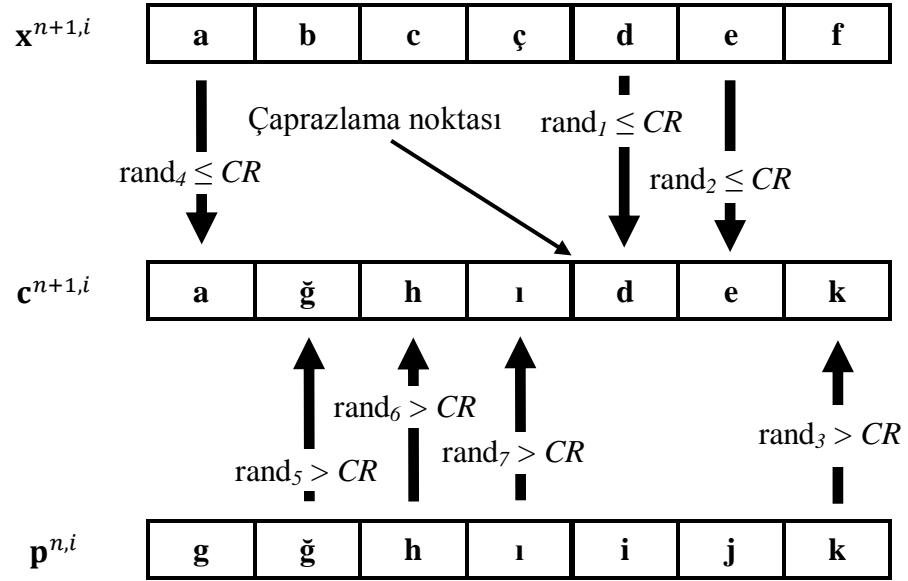 x^{n+1,i} a b c ç d e f
Çaprazlama noktası
rand₁ ≤ CR
rand₄ ≤ CR
rand₂ ≤ CR
c^{n+1,i} a ğ h ı d e k
rand₆ > CR
rand₃ > CR
rand₇ > CR
rand₅ > CR
p^{n,i} g ğ h ı i j k